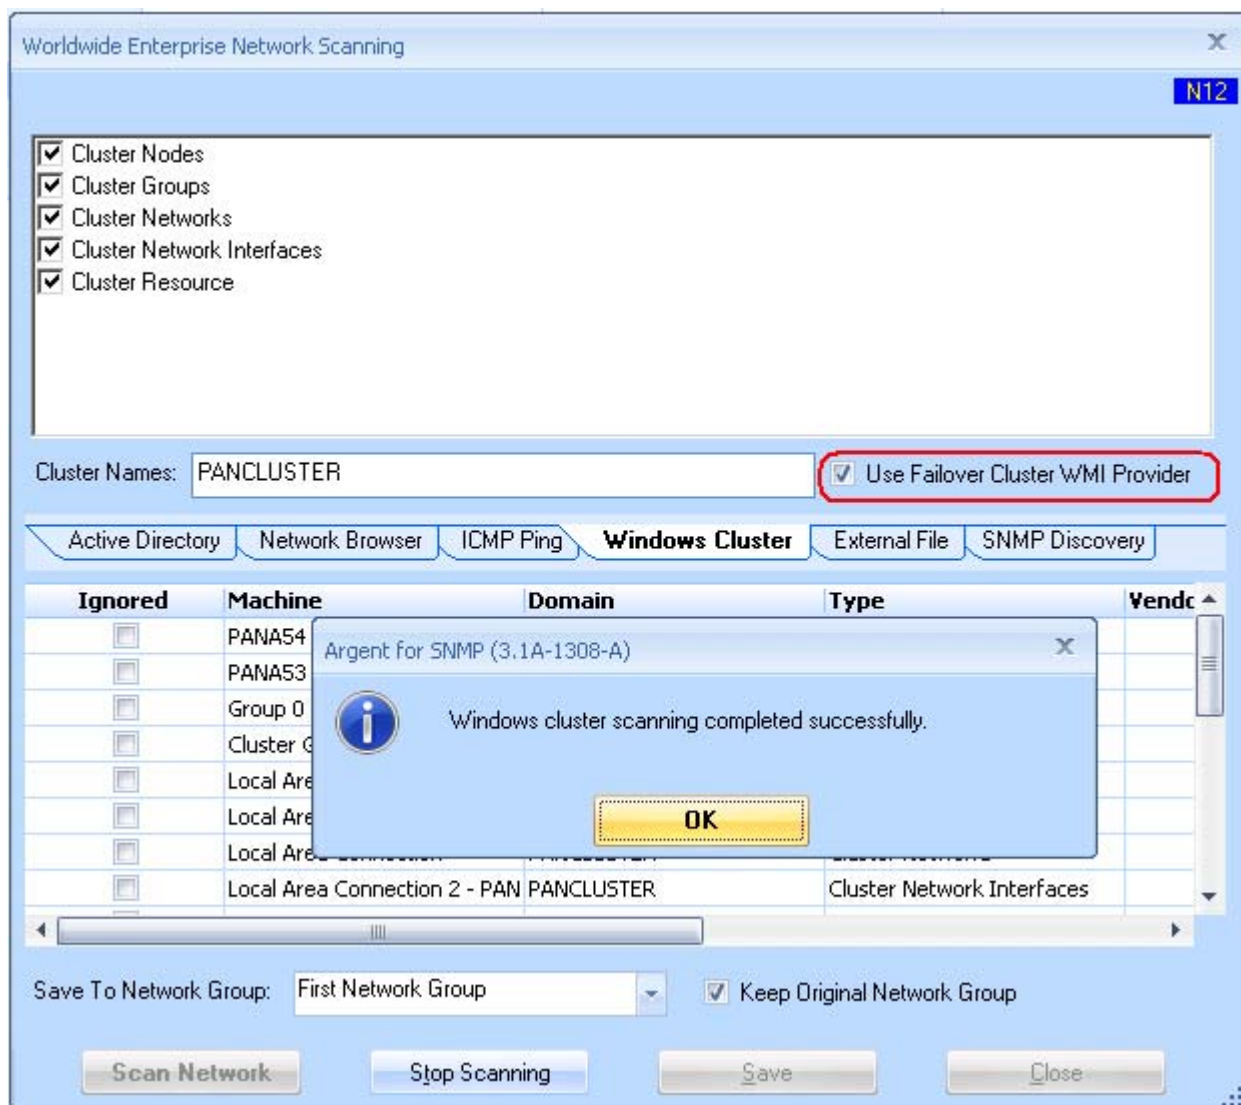 Worldwide Enterprise Network Scanning
N12
Cluster Nodes
Cluster Groups
Cluster Networks
Cluster Network Interfaces
Cluster Resource
Cluster Names: PANCLUSTER Use Failover Cluster WMI Provider
Active Directory Network Browser ICMP Ping Windows Cluster External File SNMP Discovery
Ignored Machine Domain Type
PANA54
Argent for SNMP (3.1A-1308-A)
PANA53
Group 0
Windows cluster scanning completed successfully.
Cluster
Local
Local
OK
Local
Local Area Connection 2 - PAN PANCLUSTER Cluster Network Interfaces
Save To Network Group: First Network Group Keep Original Network Group
Scan Network Stop Scanning Save Close